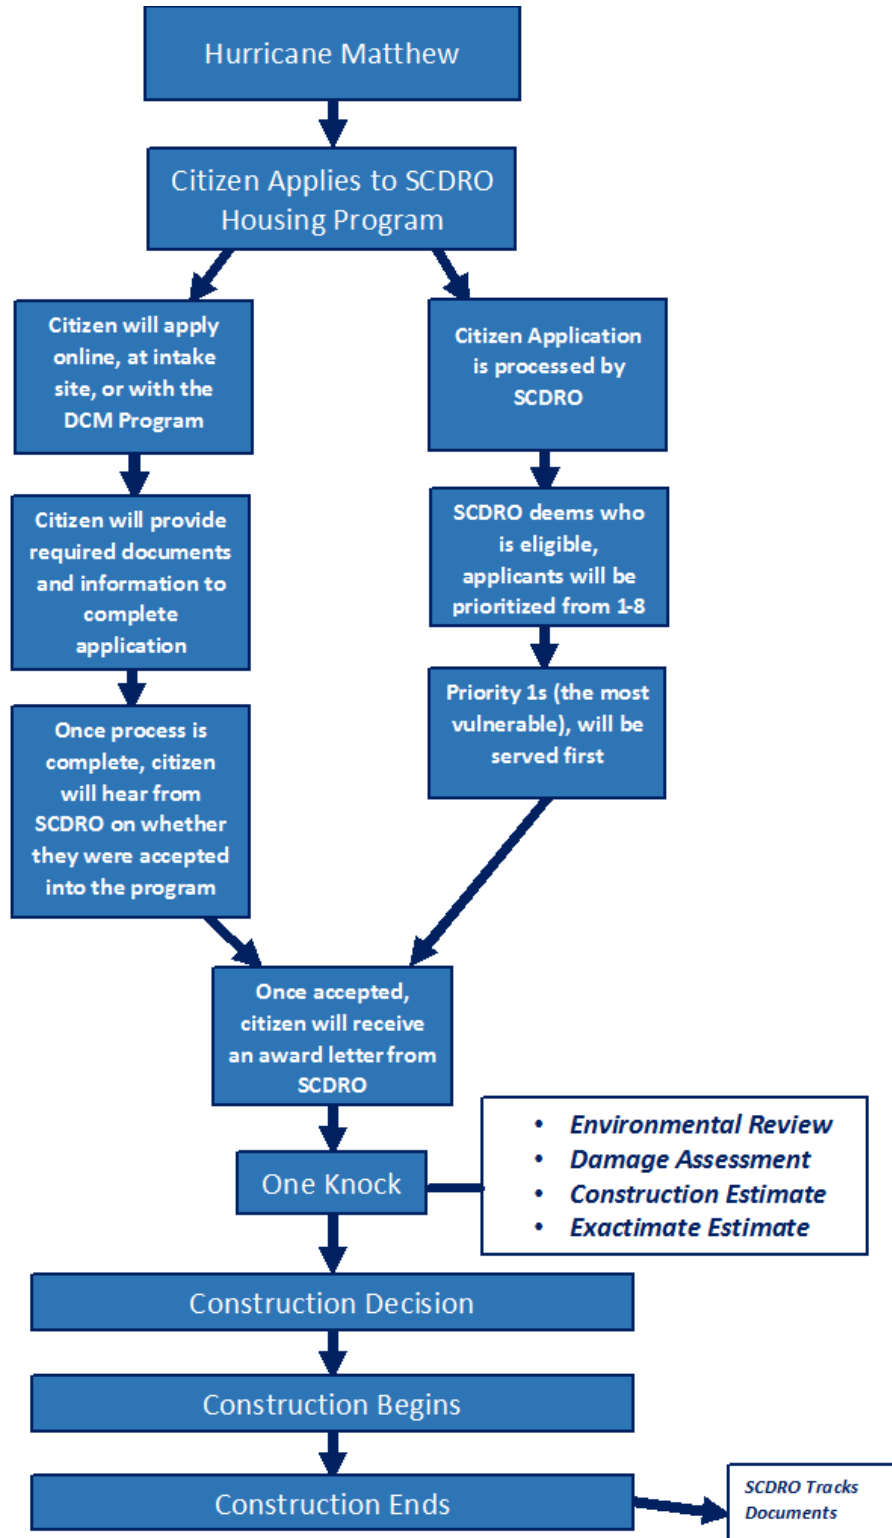 Hurricane Matthew
Citizen Applies to SCDRO
Housing Program
Citizen will apply
online, at intake
site, or with the
DCM Program
Citizen will provide
required documents
and information to
complete
application
Once process is
complete, citizen
will hear from
SCDRO on whether
they were accepted
into the program
Citizen Application
is processed by
SCDRO
SCDRO deems who
is eligible,
applicants will be
prioritized from 1-8
Priority 1s (the most
vulnerable), will be
served first
Once accepted,
citizen will receive
an award letter from
SCDRO
One Knock
• Environmental Review
• Damage Assessment
• Construction Estimate
• Exactimate Estimate
Construction Decision
Construction Begins
Construction Ends
SCDRO Tracks
Documents